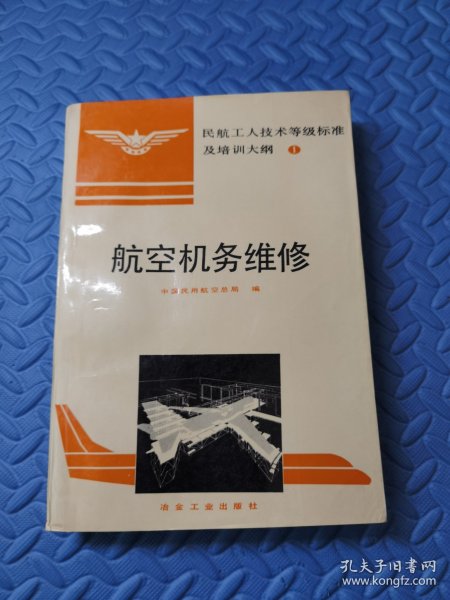 民航工人技术等级标准
及培训大纲 1
航空机务维修
中国民用航空总局 编
冶金工业出版社
孔夫子旧书网
www.kongfz.com